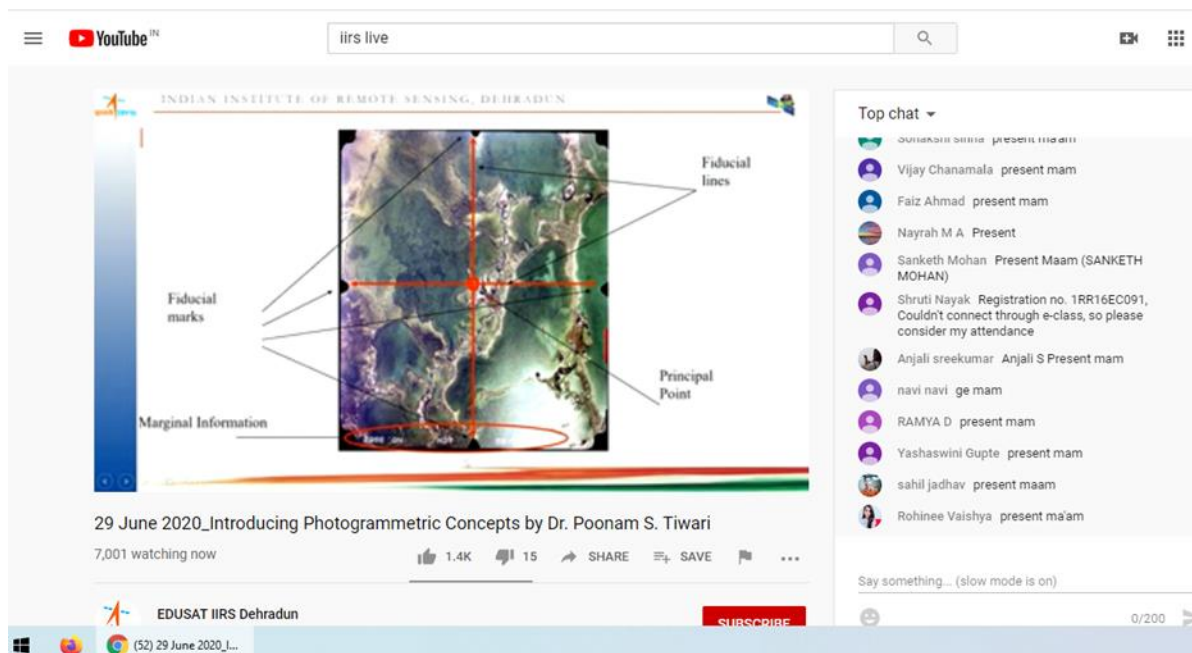 YouTube IN
iirs live
INDIAN INSTITUTE OF REMOTE SENSING, DEHRADUN
Fiducial
lines
Fiducial
marks
Principal
Point
Marginal Information
29 June 2020_Introducing Photogrammetric Concepts by Dr. Poonam S. Tiwari
7,001 watching now
1.4K
15
SHARE
SAVE
EDUSAT IIRS Dehradun
SUBSCRIBE
Top chat
Sonakshi sinha present ma'am
Vijay Chanamala present mam
Faiz Ahmad present mam
Nayrah M A Present
Sanketh Mohan Present Maam (SANKETH
MOHAN)
Shruti Nayak Registration no. 1RR16EC091,
Couldn't connect through e-class, so please
consider my attendance
Anjali sreekumar Anjali S Present mam
navi navi ge mam
RAMYA D present mam
Yashaswini Gupte present mam
sahil jadhav present maam
Rohinee Vaishya present ma'am
Say something... (slow mode is on)
0/200
(52) 29 June 2020_I...